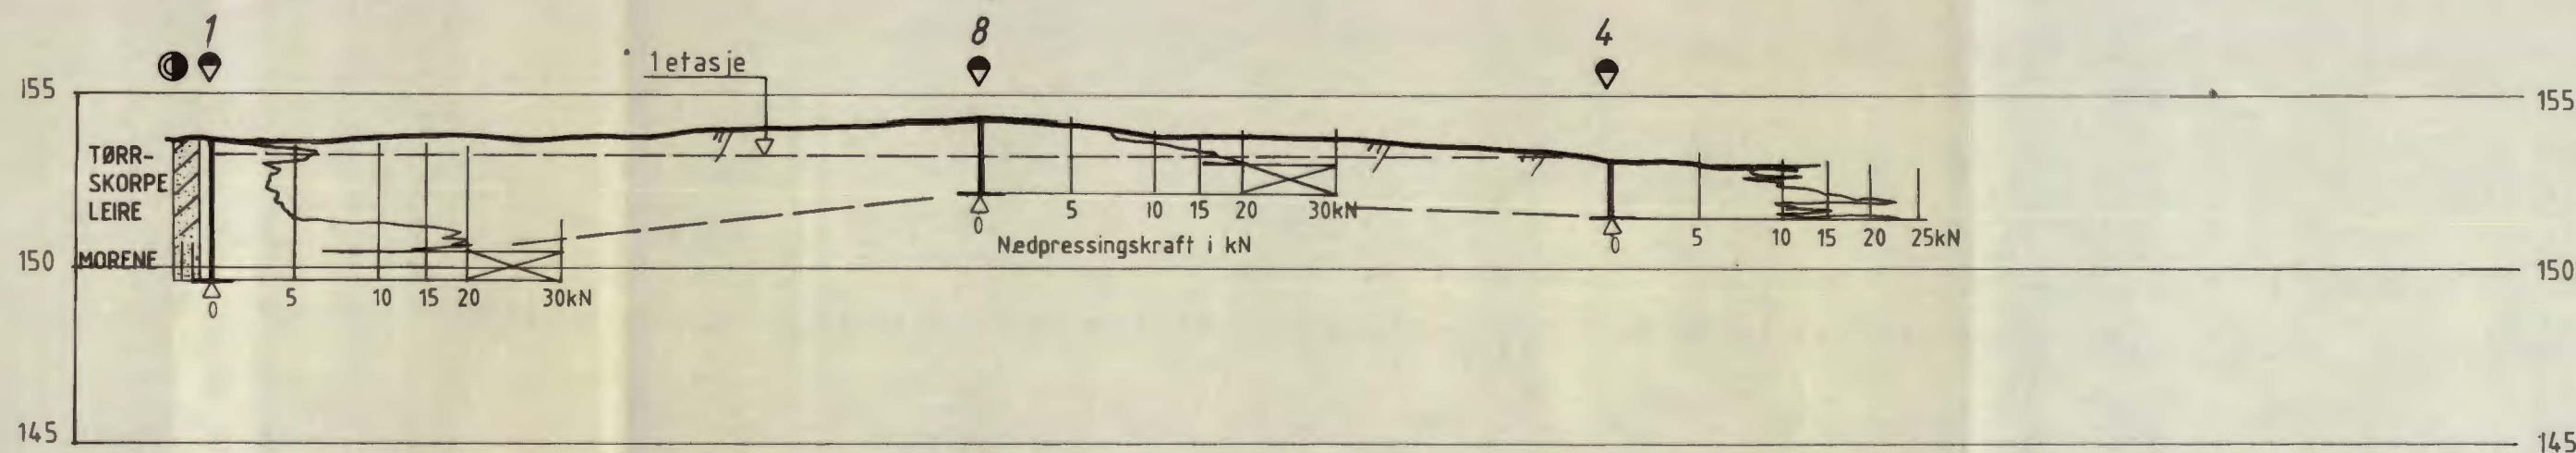 1
8
4
1etasje
155
155
TØRR-
SKORPE
LEIRE
MORENE
150
150
0 5 10 15 20 30kN
0 5 10 15 20 30kN
Nedpressingskraft i kN
0 5 10 15 20 25kN
145
145